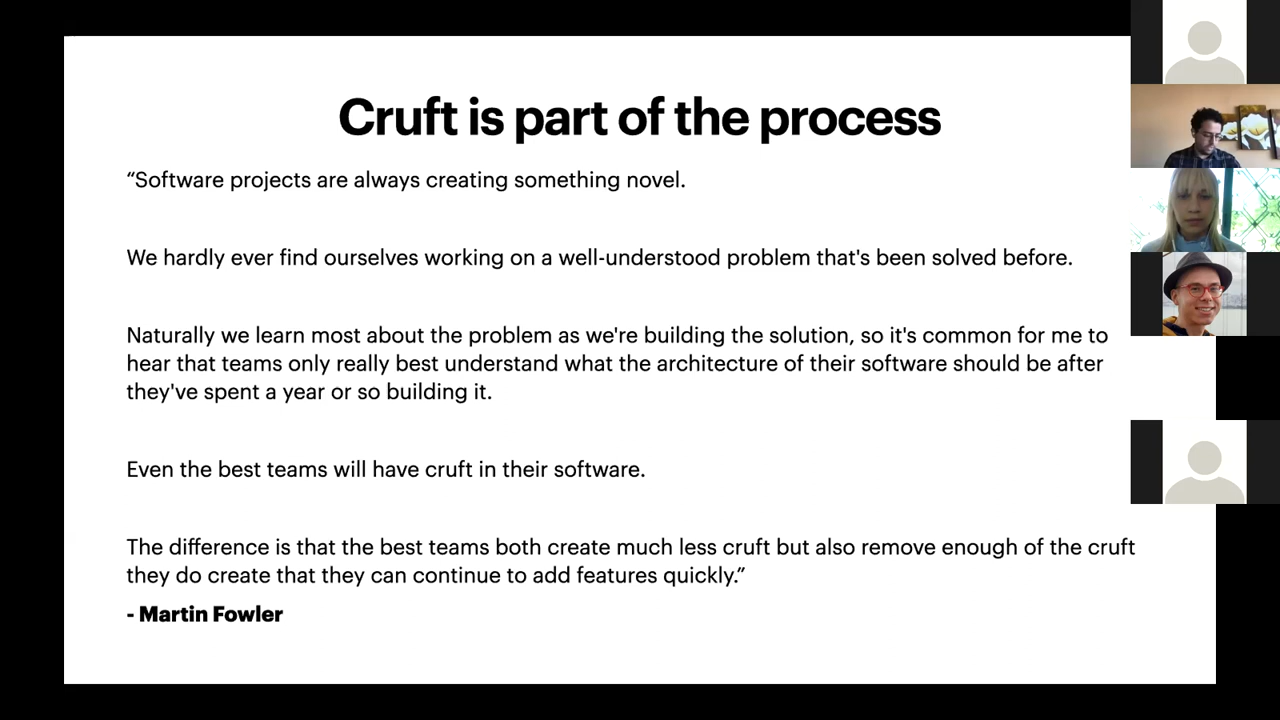 Cruft is part of the process
“Software projects are always creating something novel.
We hardly ever find ourselves working on a well-understood problem that's been solved before.
Naturally we learn most about the problem as we're building the solution, so it's common for me to
hear that teams only really best understand what the architecture of their software should be after
they've spent a year or so building it.
Even the best teams will have cruft in their software.
The difference is that the best teams both create much less cruft but also remove enough of the cruft
they do create that they can continue to add features quickly.”
- Martin Fowler